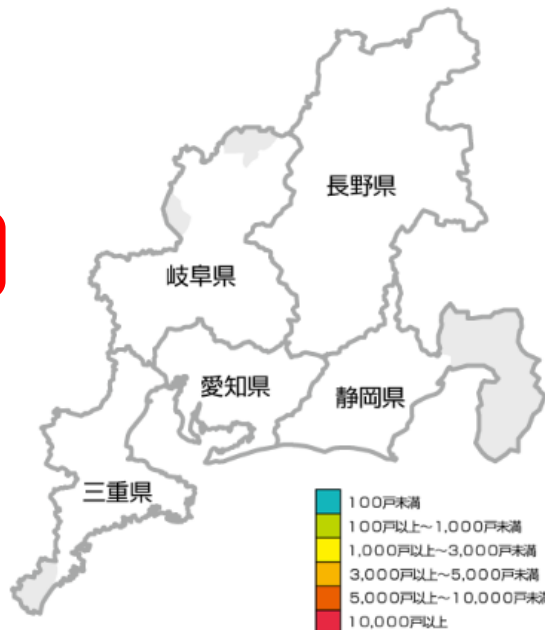 長野県
岐阜県
愛知県
静岡県
三重県
100戸未満
100戸以上～1,000戸未満
1,000戸以上～3,000戸未満
3,000戸以上～5,000戸未満
5,000戸以上～10,000戸未満
10,000戸以上